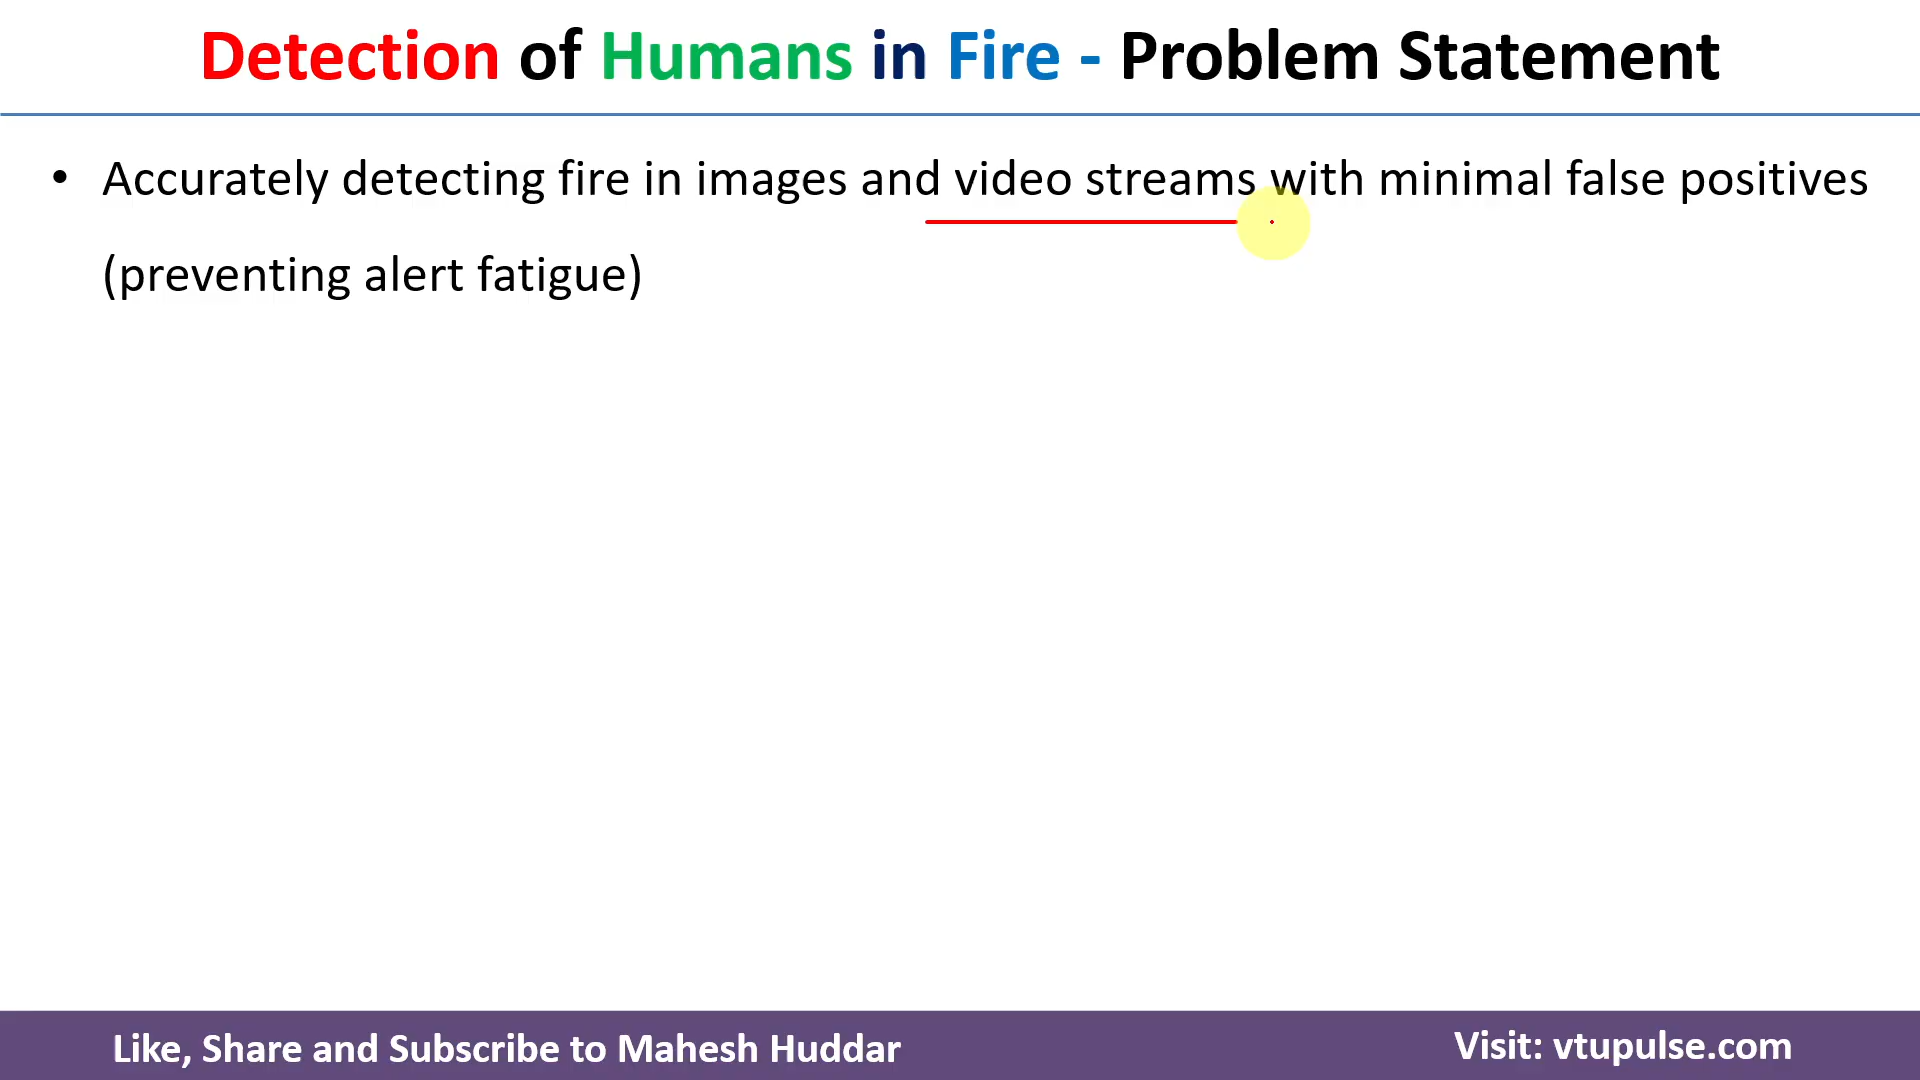 Detection of Humans in Fire - Problem Statement
• Accurately detecting fire in images and video streams with minimal false positives
(preventing alert fatigue)
Like, Share and Subscribe to Mahesh Huddar
Visit: vtupulse.com